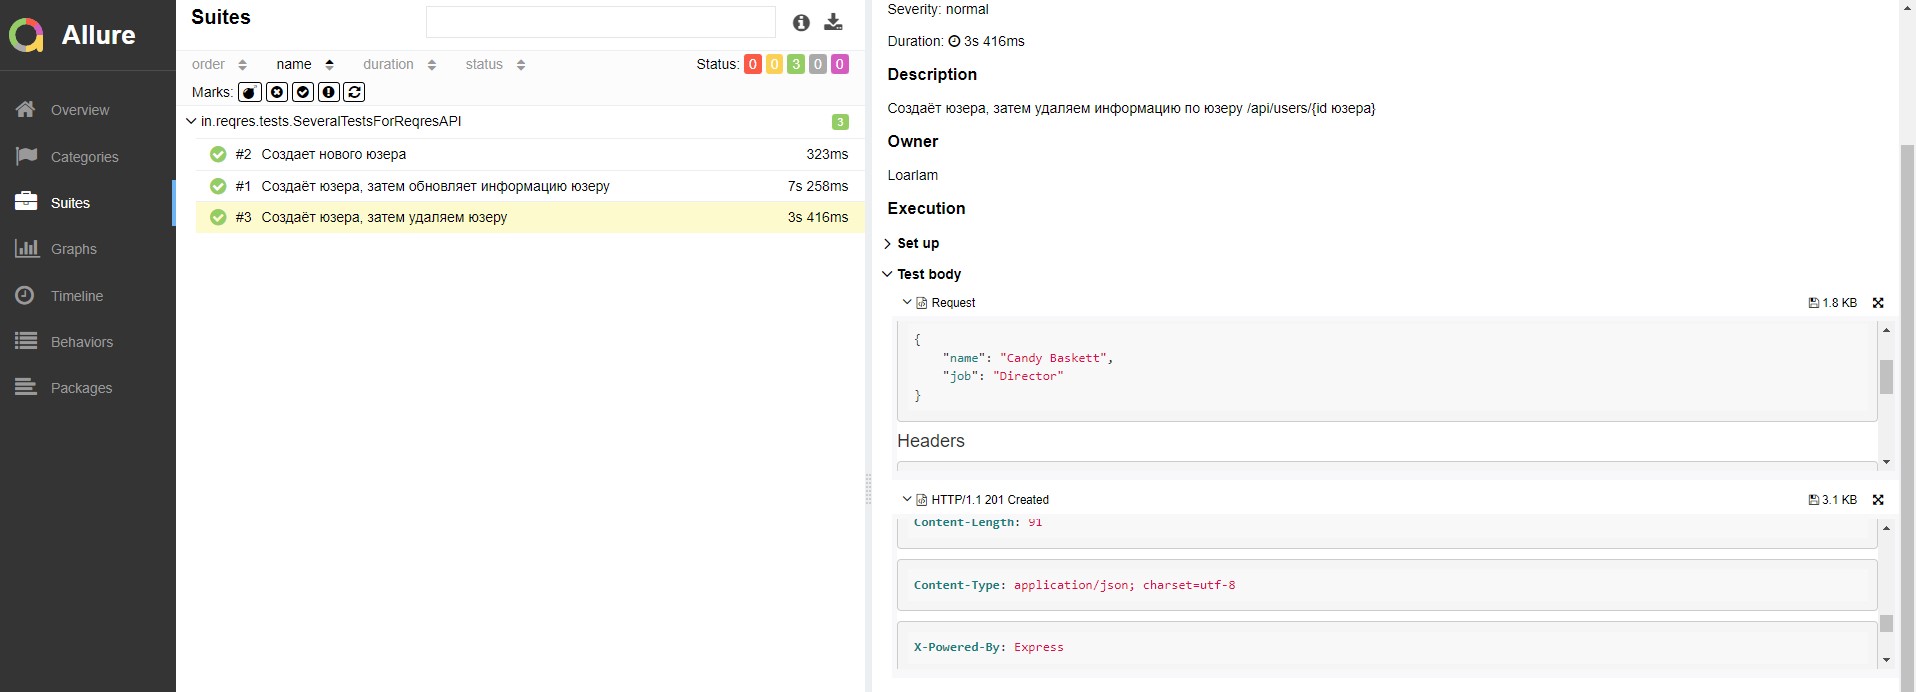 Allure
Overview
Categories
Suites
Graphs
Timeline
Behaviors
Packages
Suites
order name duration status Status: 0 0 3 0 0
Marks:
in.reqres.tests.SeveralTestsForReqresAPI 3
#2 Создает нового юзера 323ms
#1 Создаёт юзера, затем обновляет информацию юзеру 7s 258ms
#3 Создаёт юзера, затем удаляем юзеру 3s 416ms
Severity: normal
Duration: 3s 416ms
Description
Создаёт юзера, затем удаляем информацию по юзеру /api/users/{id юзера}
Owner
Loarlam
Execution
Set up
Test body
Request 1.8 KB
{
"name": "Candy Baskett",
"job": "Director"
}
Headers
HTTP/1.1 201 Created 3.1 KB
Content-Length: 91
Content-Type: application/json; charset=utf-8
X-Powered-By: Express